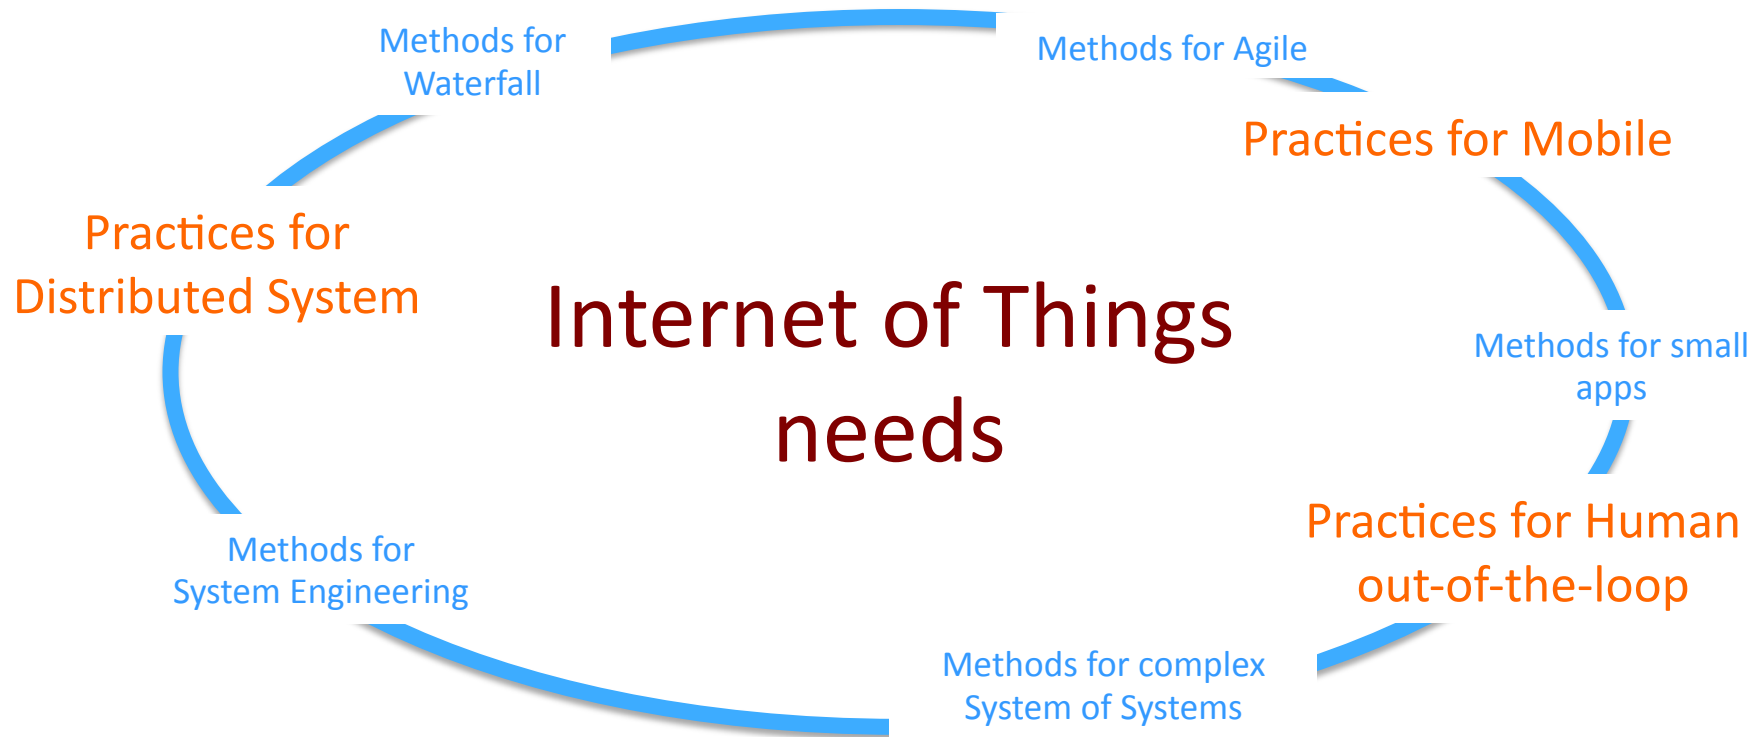 Methods for
Waterfall
Methods for Agile
Practices for Mobile
Practices for
Distributed System
Internet of Things
needs
Methods for small
apps
Practices for Human
out-of-the-loop
Methods for
System Engineering
Methods for complex
System of Systems